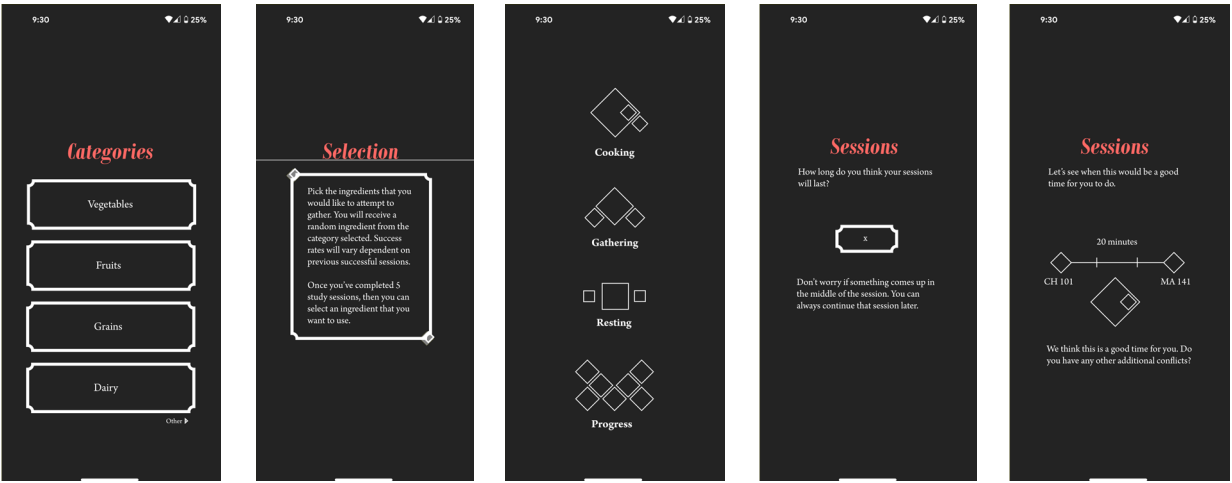 9:30
25%
Categories
Vegetables
Fruits
Grains
Dairy
Other
9:30
25%
Selection
Pick the ingredients that you
would like to attempt to
gather. You will receive a
random ingredient from the
category selected. Success
rates will vary dependent on
previous successful sessions.
Once you've completed 5
study sessions, then you can
select an ingredient that you
want to use.
9:30
25%
Cooking
Gathering
Resting
Progress
9:30
25%
Sessions
How long do you think your sessions
will last?
x
Don't worry if something comes up in
the middle of the session. You can
always continue that session later.
9:30
25%
Sessions
Let's see when this would be a good
time for you to do.
20 minutes
CH 101
MA 141
We think this is a good time for you. Do
you have any other additional conflicts?